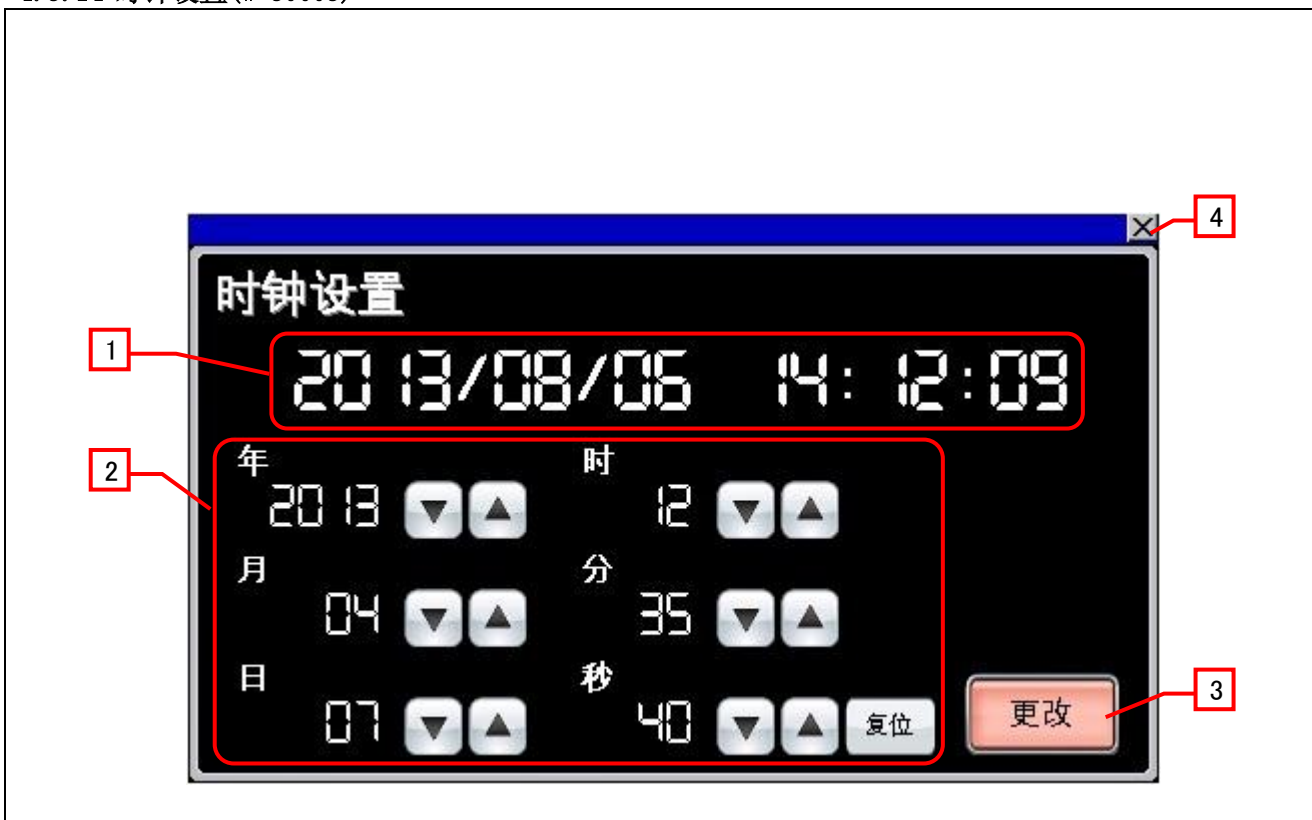 4
时钟设置
1
2013/08/06 14:12:09
2
年 时
2013 ▼ ▲ 12 ▼ ▲
月 分
04 ▼ ▲ 35 ▼ ▲
日 秒
07 ▼ ▲ 40 ▼ ▲ 复位
更改
3